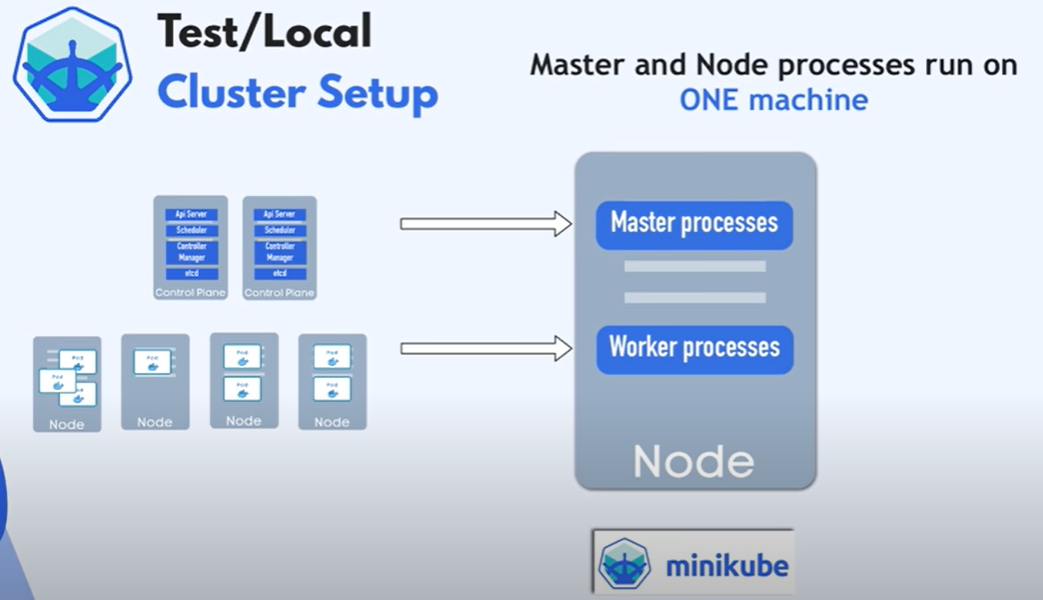 Test/Local
Cluster Setup
Master and Node processes run on
ONE machine
Api Server
Scheduler
Controller
Manager
etcd
Control Plane
Api Server
Scheduler
Controller
Manager
etcd
Control Plane
Pod
Pod
Node
Pod
Node
Pod
Pod
Node
Pod
Pod
Node
Master processes
Worker processes
Node
minikube